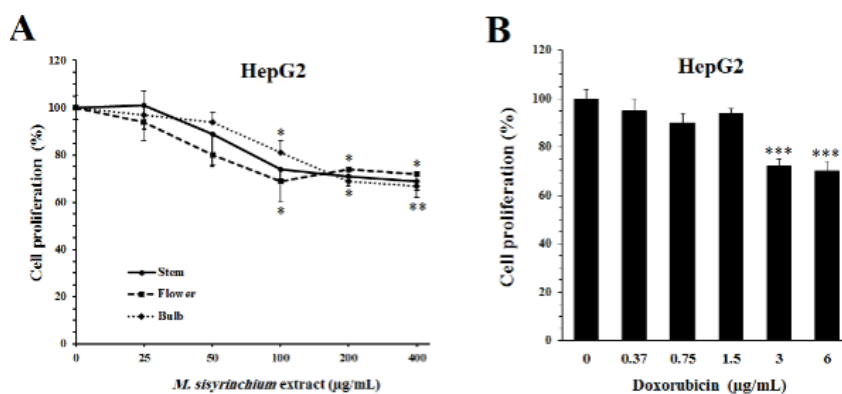 A
HepG2
Cell proliferation (%)
120
100
80
60
40
20
0
*
*
*
*
*
**
Stem
Flower
Bulb
0 25 50 100 200 400
M. sisyrinchium extract (µg/mL)
B
HepG2
Cell proliferation (%)
120
100
80
60
40
20
0
*** ***
0 0.37 0.75 1.5 3 6
Doxorubicin (µg/mL)